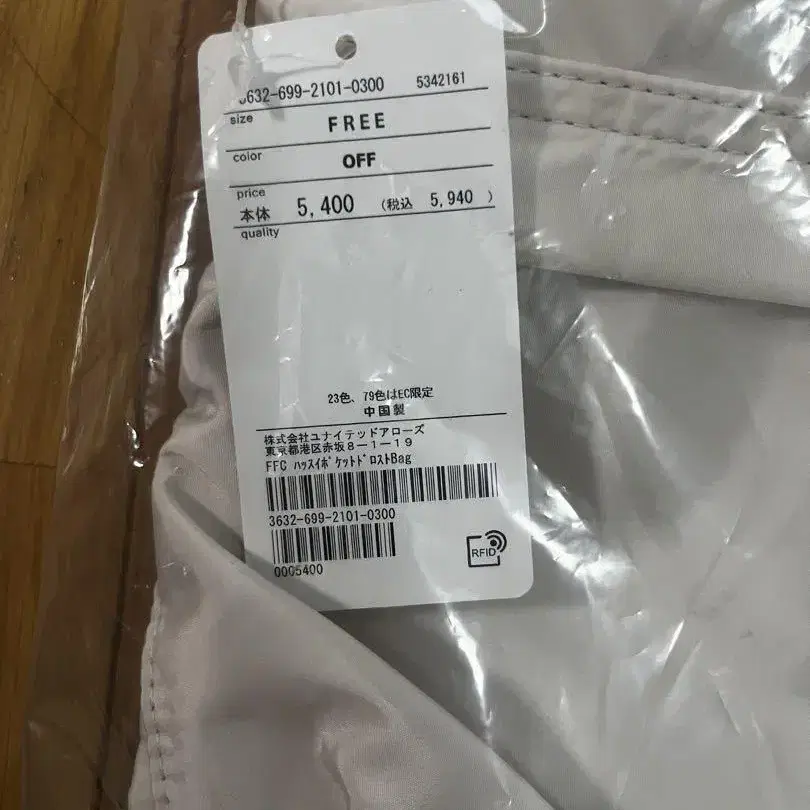 3632-699-2101-0300 5342161
size FREE
color OFF
price
本体 5,400 (税込 5,940 )
quality
23色、79色はEC限定
中国製
株式会社ユナイテッドアローズ
東京都港区赤坂8-1-19
FFC ハッスイポケットドロストBag
3632-699-2101-0300
0005400
RFID